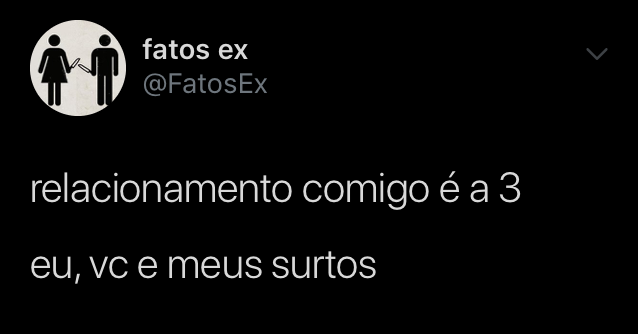 fatos ex
@FatosEx
relacionamento comigo é a 3
eu, vc e meus surtos